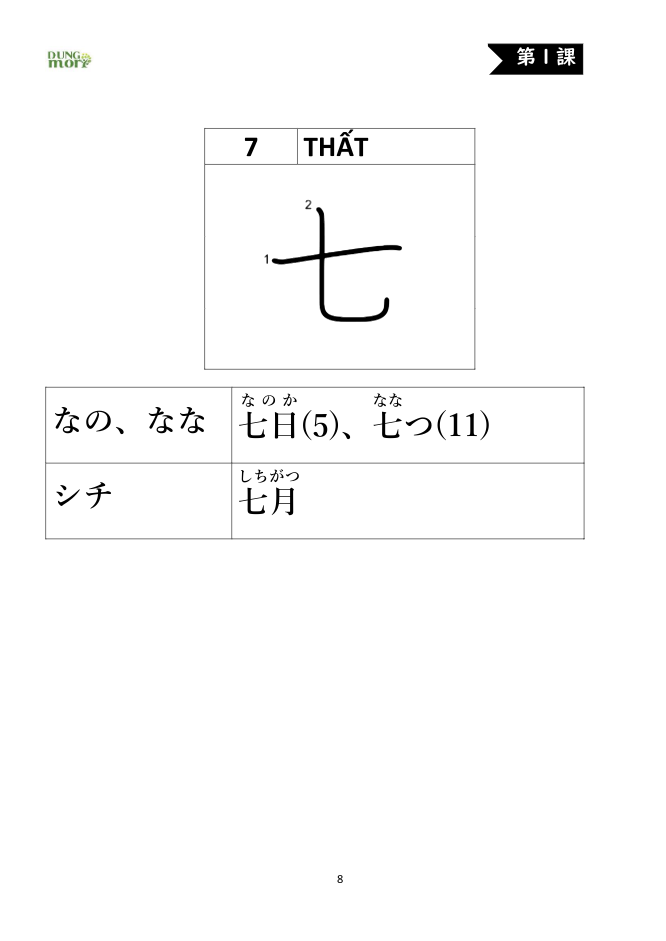 DUNG
mori
第1課
7 THẤT
2
1
七
なの、なな
なのか なな
七日(5)、七つ(11)
シチ
しちがつ
七月
8